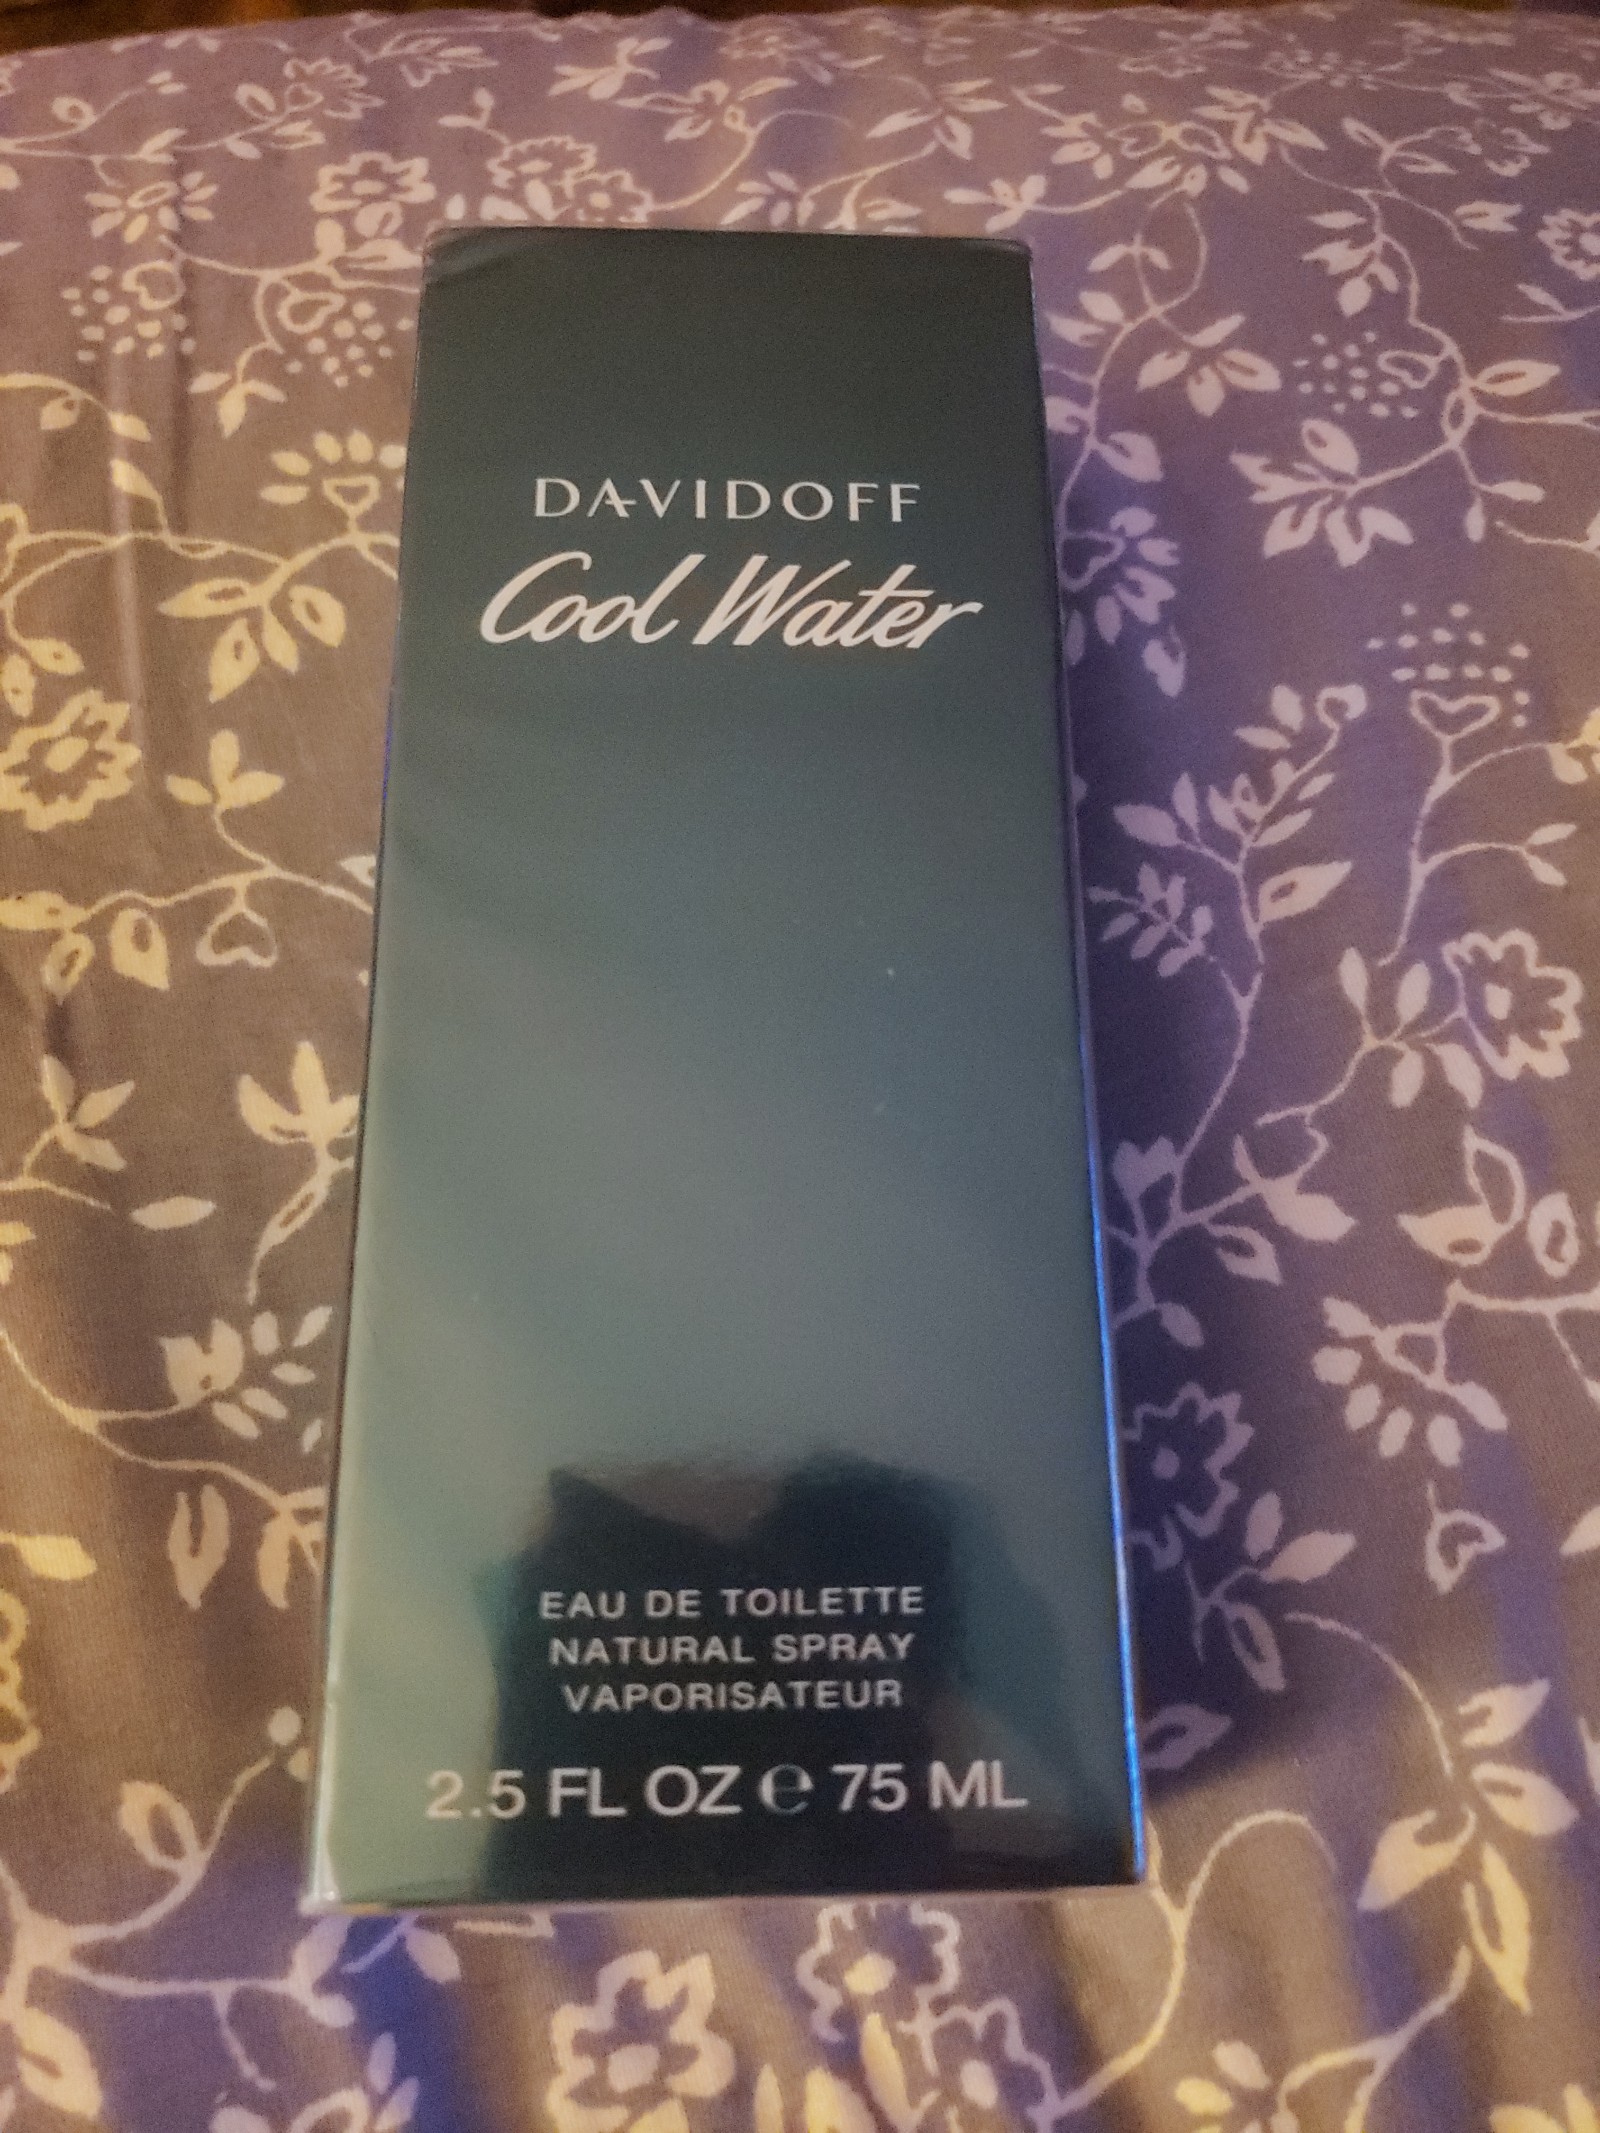 DAVIDOFF
Cool Water
EAU DE TOILETTE
NATURAL SPRAY
VAPORISATEUR
2.5 FL OZ ℮ 75 ML